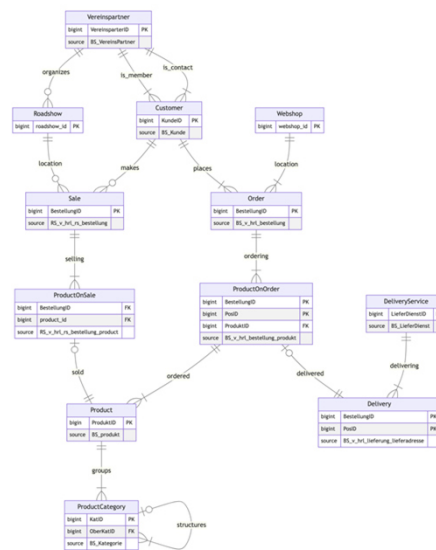 Vereinspartner
bigint VereinsparterID PK
source BS_VereinsPartner
organizes
is_member
is_contact
Roadshow
bigint roadshow_id PK
Customer
bigint KundeID PK
source BS_Kunde
Webshop
bigint webshop_id PK
location
makes
places
location
Sale
bigint BestellungID PK
source RS_v_hrl_rs_bestellung
Order
bigint BestellungID PK
source BS_v_hrl_bestellung
selling
ordering
ProductOnSale
bigint BestellungID PK
bigint product_id FK
source RS_v_hrl_rs_bestellung_product
ProductOnOrder
bigint BestellungID PK
bigint PosID PK
bigint ProduktID FK
source BS_v_hrl_bestellung_produkt
DeliveryService
bigint LieferDienstID
source BS_LieferDienst
sold
ordered
delivered
delivering
Product
bigin ProduktID PK
source BS_produkt
Delivery
bigint BestellungID
bigint PosID
source BS_v_hrl_lieferung_lieferadresse
groups
ProductCategory
bigint KatID PK
bigint OberKatID FK
source BS_Kategorie
structures